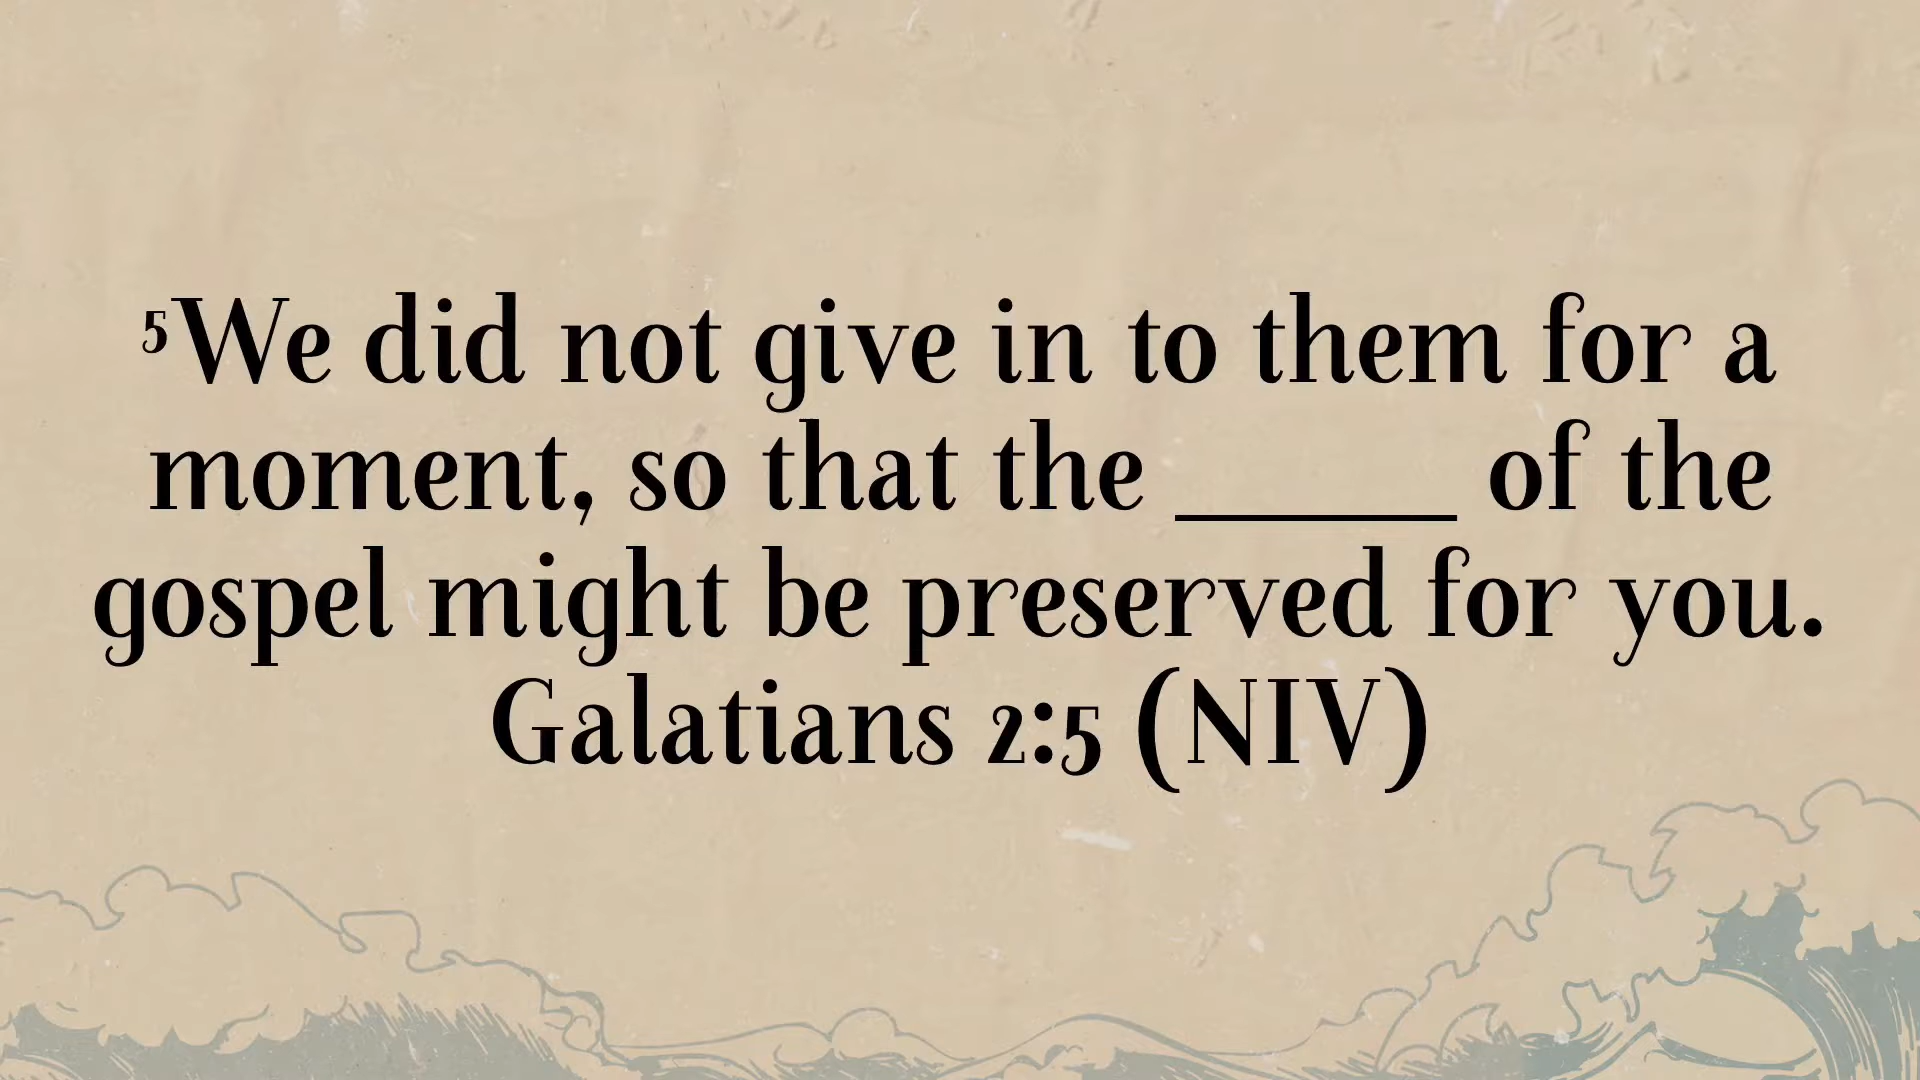 ⁵We did not give in to them for a
moment, so that the ______ of the
gospel might be preserved for you.
Galatians 2:5 (NIV)